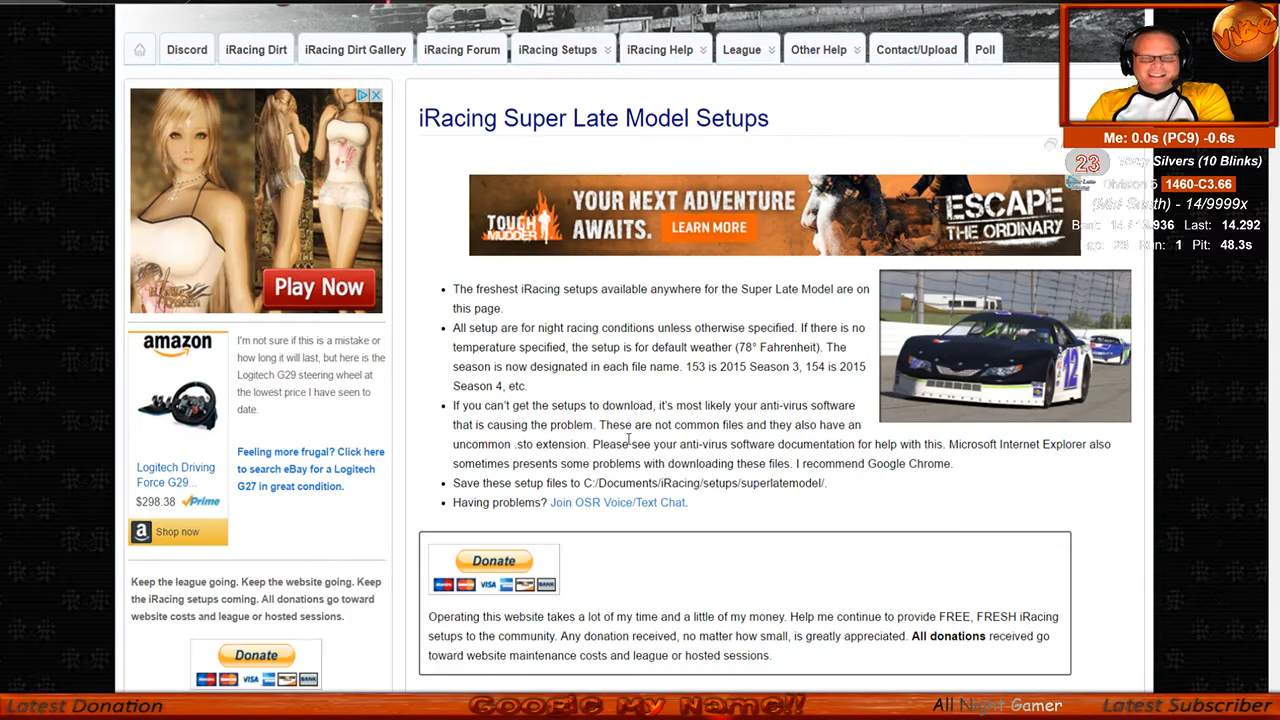 Discord
iRacing Dirt
iRacing Dirt Gallery
iRacing Forum
iRacing Setups
iRacing Help
League
Other Help
Contact/Upload
Poll
Vibe
Me: 0.0s (PC9) -0.6s
23
Silvers (10 Blinks)
Division 5 1460-C3.66
14/9999x
Last: 14.292
1 Pit: 48.3s
Play Now
iRacing Super Late Model Setups
TOUGH MUDDER
YOUR NEXT ADVENTURE
AWAITS. LEARN MORE
ESCAPE
THE ORDINARY
The freshest iRacing setups available anywhere for the Super Late Model are on
this page.
All setup are for night racing conditions unless otherwise specified. If there is no
temperature specified, the setup is for default weather (78° Fahrenheit). The
season is now designated in each file name. 153 is 2015 Season 3, 154 is 2015
Season 4, etc.
If you can't get the setups to download, it's most likely your anti-virus software
that is causing the problem. These are not common files and they also have an
uncommon .sto extension. Please see your anti-virus software documentation for help with this. Microsoft Internet Explorer also
sometimes presents some problems with downloading these files. I recommend Google Chrome.
Save these setup files to C:/Documents/iRacing/setups/superlatemodel/.
Having problems? Join OSR Voice/Text Chat.
12
amazon
Logitech Driving
Force G29...
$298.38 Prime
Shop now
I'm not sure if this is a mistake or
how long it will last, but here is the
Logitech G29 steering wheel at
the lowest price I have seen to
date.
Feeling more frugal? Click here
to search eBay for a Logitech
G27 in great condition.
Keep the league going. Keep the website going. Keep
the iRacing setups coming. All donations go toward
website costs and league or hosted sessions.
Donate
VISA
BANK
Donate
VISA
BANK
Operating this website takes a lot of my time and a little of my money. Help me continue to provide FREE, FRESH iRacing
setups to the community. Any donation received, no matter how small, is greatly appreciated. All donations received go
toward website maintenance costs and league or hosted sessions.
Latest Donation
Google My Name!!
All Night Gamer
Latest Subscriber